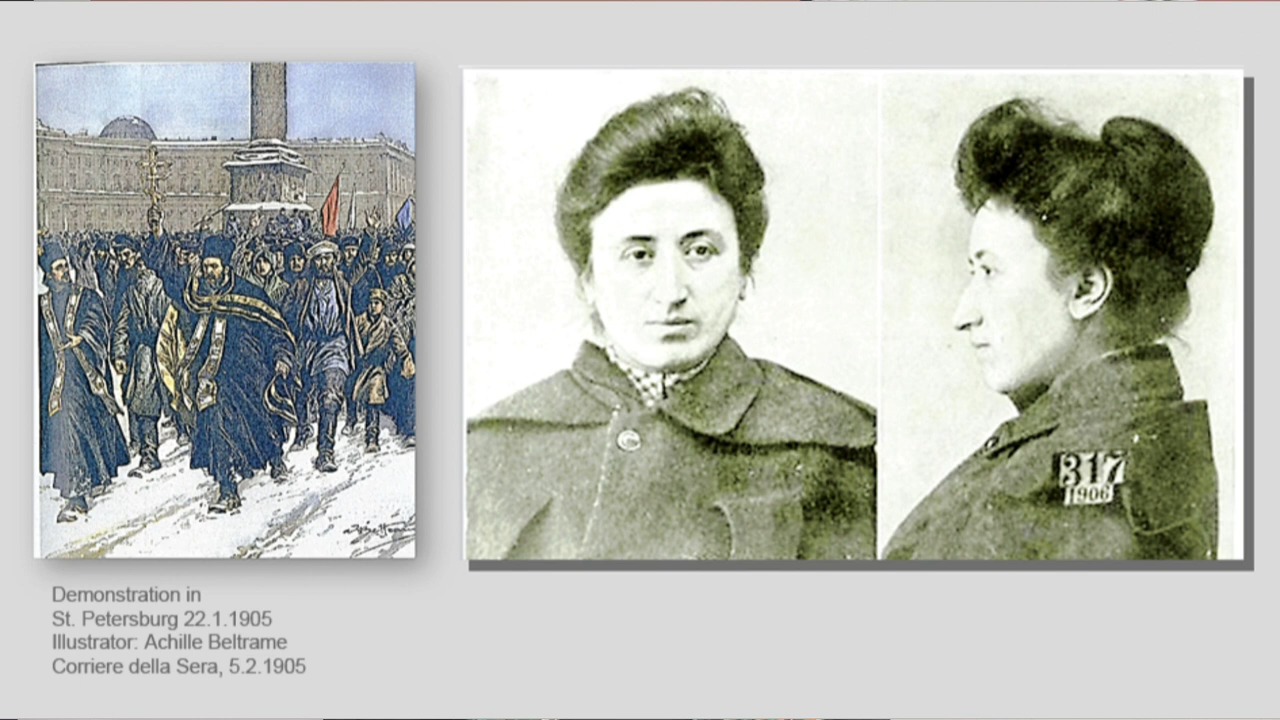 Demonstration in
St. Petersburg 22.1.1905
Illustrator: Achille Beltrame
Corriere della Sera, 5.2.1905
317
1906